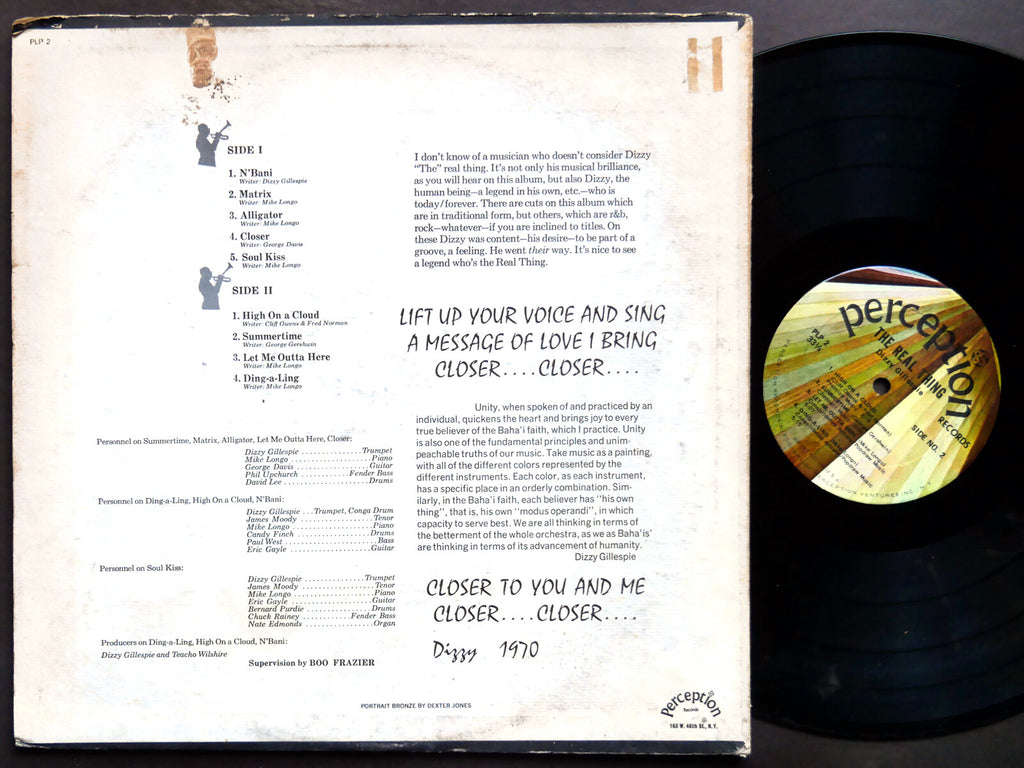 PLP 2
SIDE I
1. N'Bani
Writer: Dizzy Gillespie
2. Matrix
Writer: Mike Longo
3. Alligator
Writer: Mike Longo
4. Closer
Writer: George Davis
5. Soul Kiss
Writer: Mike Longo
SIDE II
1. High On a Cloud
Writer: Cliff Owens & Fred Norman
2. Summertime
Writer: George Gershwin
3. Let Me Outta Here
Writer: Mike Longo
4. Ding-a-Ling
Writer: Mike Longo
Personnel on Summertime, Matrix, Alligator, Let Me Outta Here, Closer:
Dizzy Gillespie ..................Trumpet
Mike Longo ........................Piano
George Davis ......................Guitar
Phil Upchurch ................Fender Bass
David Lee .........................Drums
Personnel on Ding-a-Ling, High On a Cloud, N'Bani:
Dizzy Gillespie ...Trumpet, Conga Drum
James Moody ......................Tenor
Mike Longo .......................Piano
Candy Finch ......................Drums
Paul West .........................Bass
Eric Gayle ......................Guitar
Personnel on Soul Kiss:
Dizzy Gillespie .................Trumpet
James Moody ......................Tenor
Mike Longo .......................Piano
Eric Gayle ......................Guitar
Bernard Purdie ...................Drums
Chuck Rainey ...............Fender Bass
Nate Edmonds .....................Organ
Producers on Ding-a-Ling, High On a Cloud, N'Bani:
Dizzy Gillespie and Teacho Wilshire
Supervision by BOO FRAZIER
I don't know of a musician who doesn't consider Dizzy
"The" real thing. It's not only his musical brilliance,
as you will hear on this album, but also Dizzy, the
human being—a legend in his own, etc.—who is
today/forever. There are cuts on this album which
are in traditional form, but others, which are r&b,
rock—whatever—if you are inclined to titles. On
these Dizzy was content—his desire—to be part of a
groove, a feeling. He went their way. It's nice to see
a legend who's the Real Thing.
LIFT UP YOUR VOICE AND SING
A MESSAGE OF LOVE I BRING
CLOSER....CLOSER....
Unity, when spoken of and practiced by an
individual, quickens the heart and brings joy to every
true believer of the Baha'i faith, which I practice. Unity
is also one of the fundamental principles and unim-
peachable truths of our music. Take music as a painting,
with all of the different colors represented by the
different instruments. Each color, as each instrument,
has a specific place in an orderly combination. Sim-
ilarly, in the Baha'i faith, each believer has "his own
thing", that is, his own "modus operandi", in which
capacity to serve best. We are all thinking in terms of
the betterment of the whole orchestra, as we as Baha'is'
are thinking in terms of its advancement of humanity.
Dizzy Gillespie
CLOSER TO YOU AND ME
CLOSER....CLOSER....
Dizzy 1970
PORTRAIT BRONZE BY DEXTER JONES
perception
Records
165 W. 46th St., N.Y.
perception
RECORDS
PLP 2
33⅓
THE REAL THING
Dizzy Gillespie
SIDE NO. 2